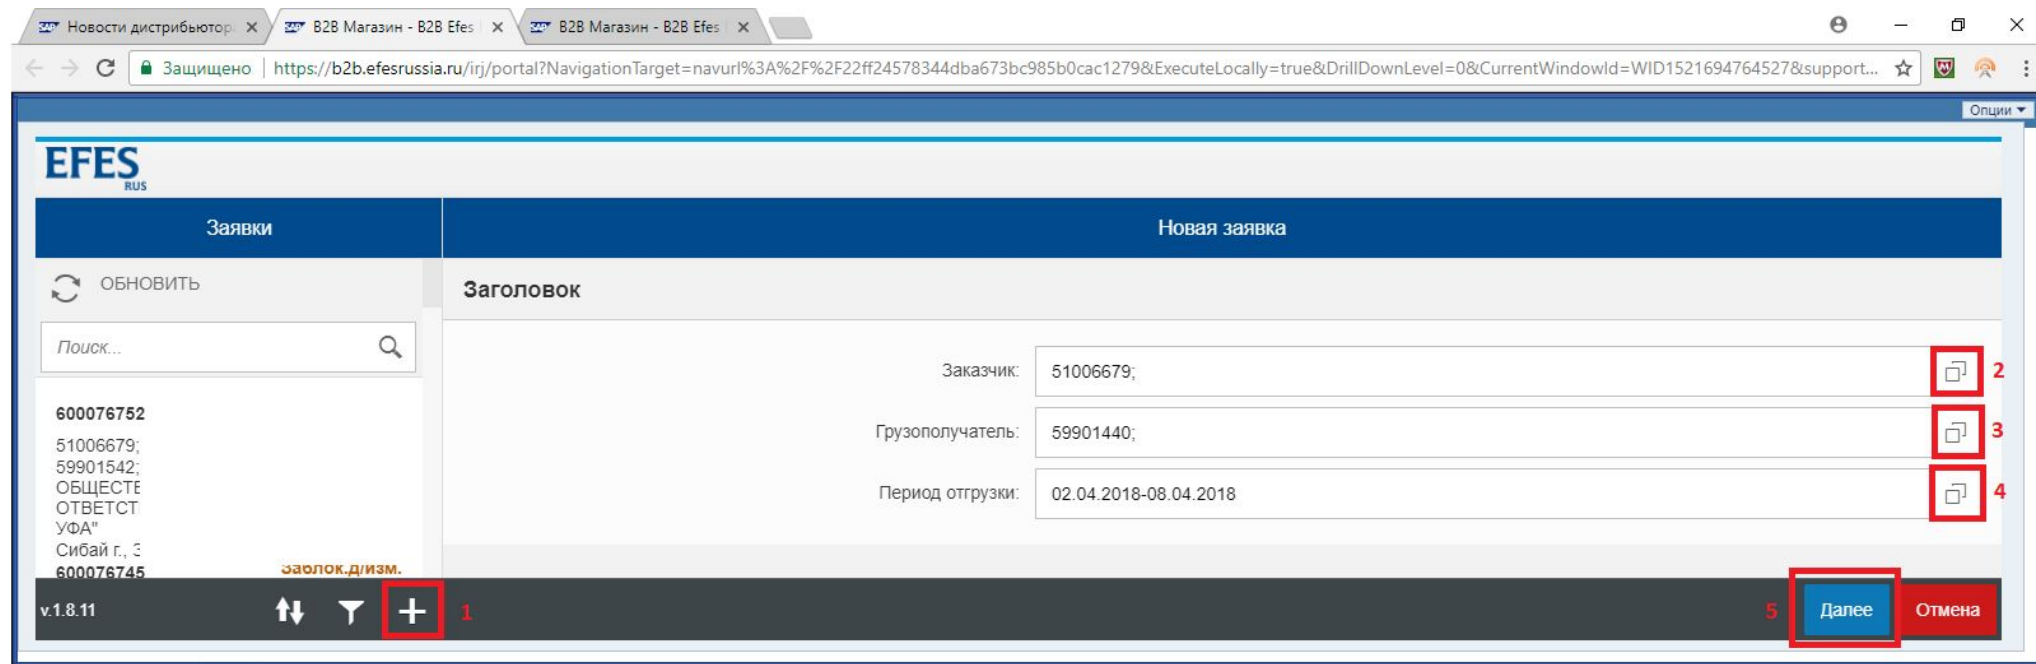 Новости дистрибьютор
B2B Магазин - B2B Efes
B2B Магазин - B2B Efes
Защищено | https://b2b.efesrussia.ru/irj/portal?NavigationTarget=navurl%3A%2F%2F22ff24578344dba673bc985b0cac1279&ExecuteLocally=true&DrillDownLevel=0&CurrentWindowId=WID1521694764527&support...
Опции
EFES
RUS
Заявки
Новая заявка
ОБНОВИТЬ
Заголовок
Поиск...
Заказчик: 51006679; 2
Грузополучатель: 59901440; 3
Период отгрузки: 02.04.2018-08.04.2018 4
600076752
51006679;
59901542;
ОБЩЕСТЕ
ОТВЕТСТ
УФА"
Сибай г.,
600076745 Заблок.д/изм.
v.1.8.11 1 5 Далее Отмена